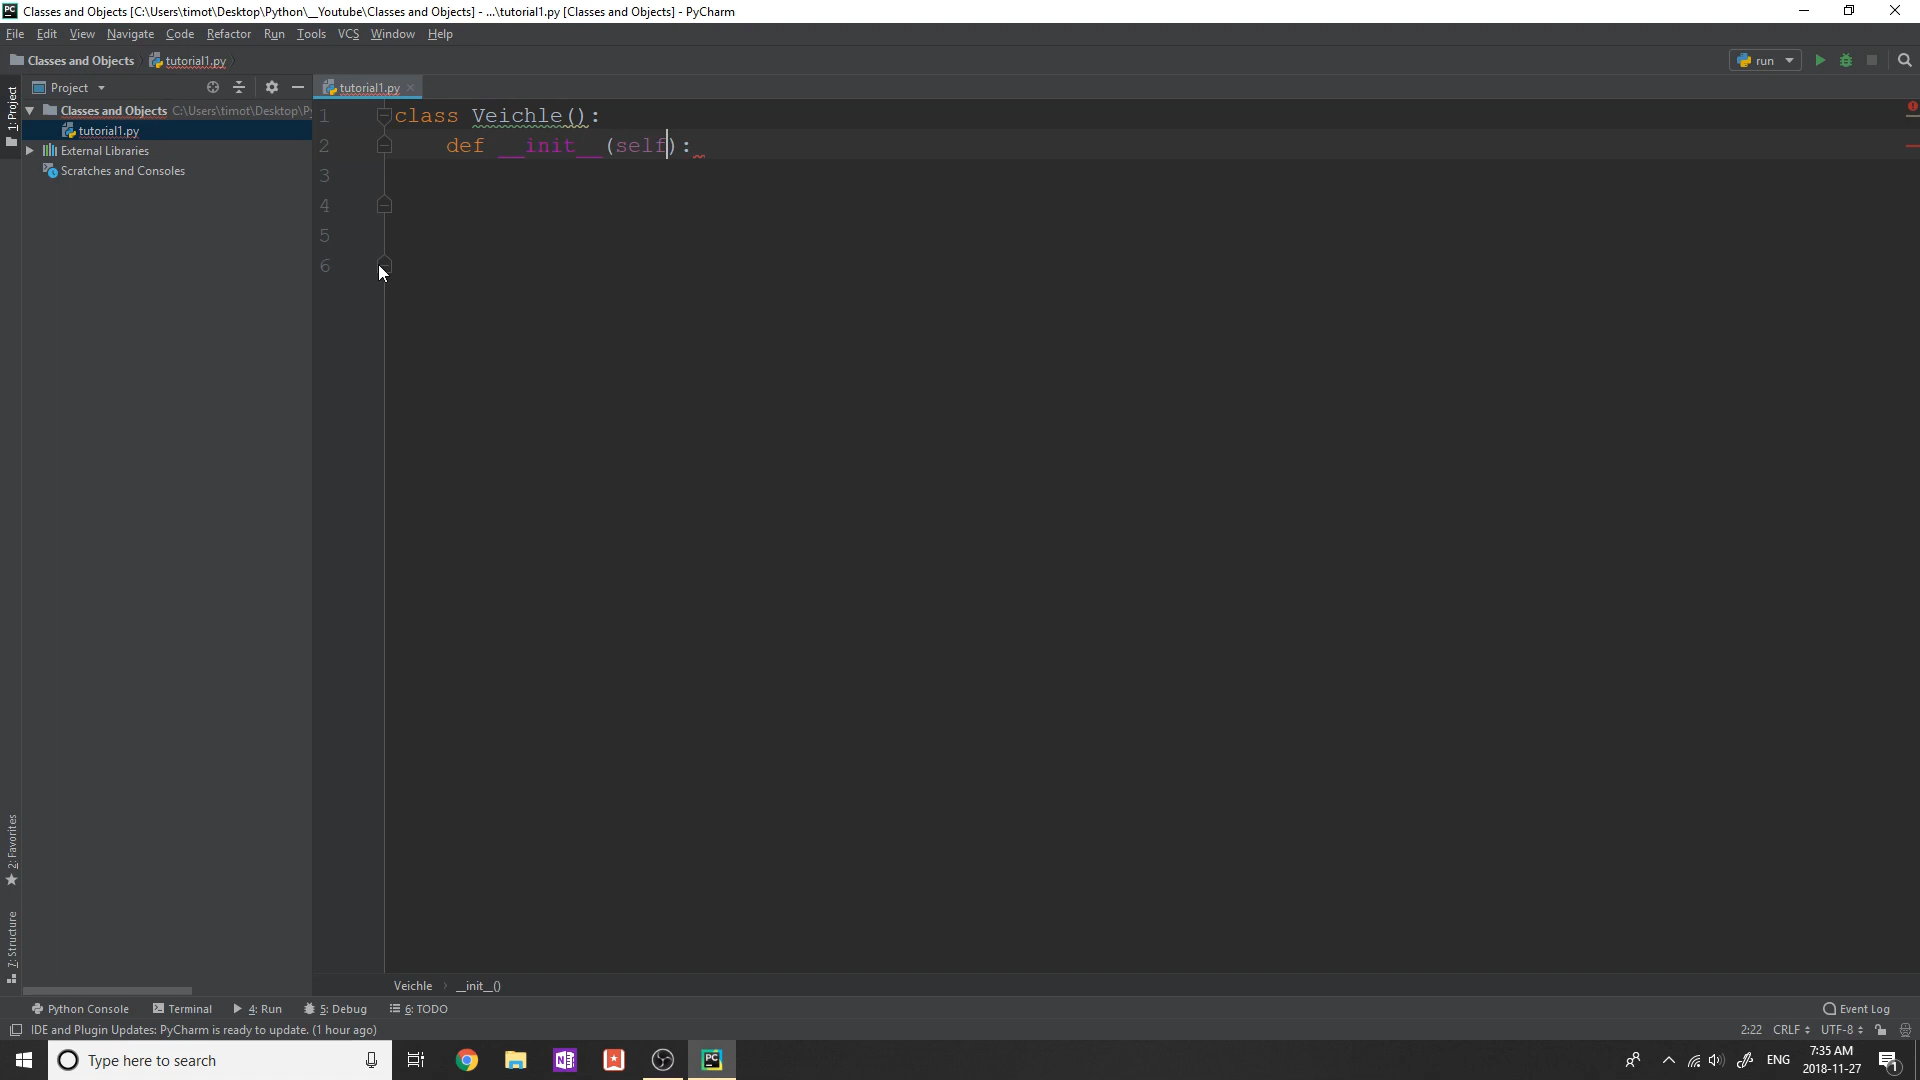 PC Classes and Objects [C:\Users\timot\Desktop\Python\__Youtube\Classes and Objects] - ...\tutorial1.py [Classes and Objects] - PyCharm
File Edit View Navigate Code Refactor Run Tools VCS Window Help
Classes and Objects tutorial1.py run
Project tutorial1.py
1: Project
Classes and Objects C:\Users\timot\Desktop\P
tutorial1.py
External Libraries
Scratches and Consoles
1 class Veichle():
2 def __init__(self):
3
4
5
6
2: Favorites
7: Structure
Veichle __init__()
Python Console Terminal 4: Run 5: Debug 6: TODO Event Log
IDE and Plugin Updates: PyCharm is ready to update. (1 hour ago) 2:22 CRLF UTF-8
Type here to search
N PC ENG
7:35 AM
2018-11-27
1